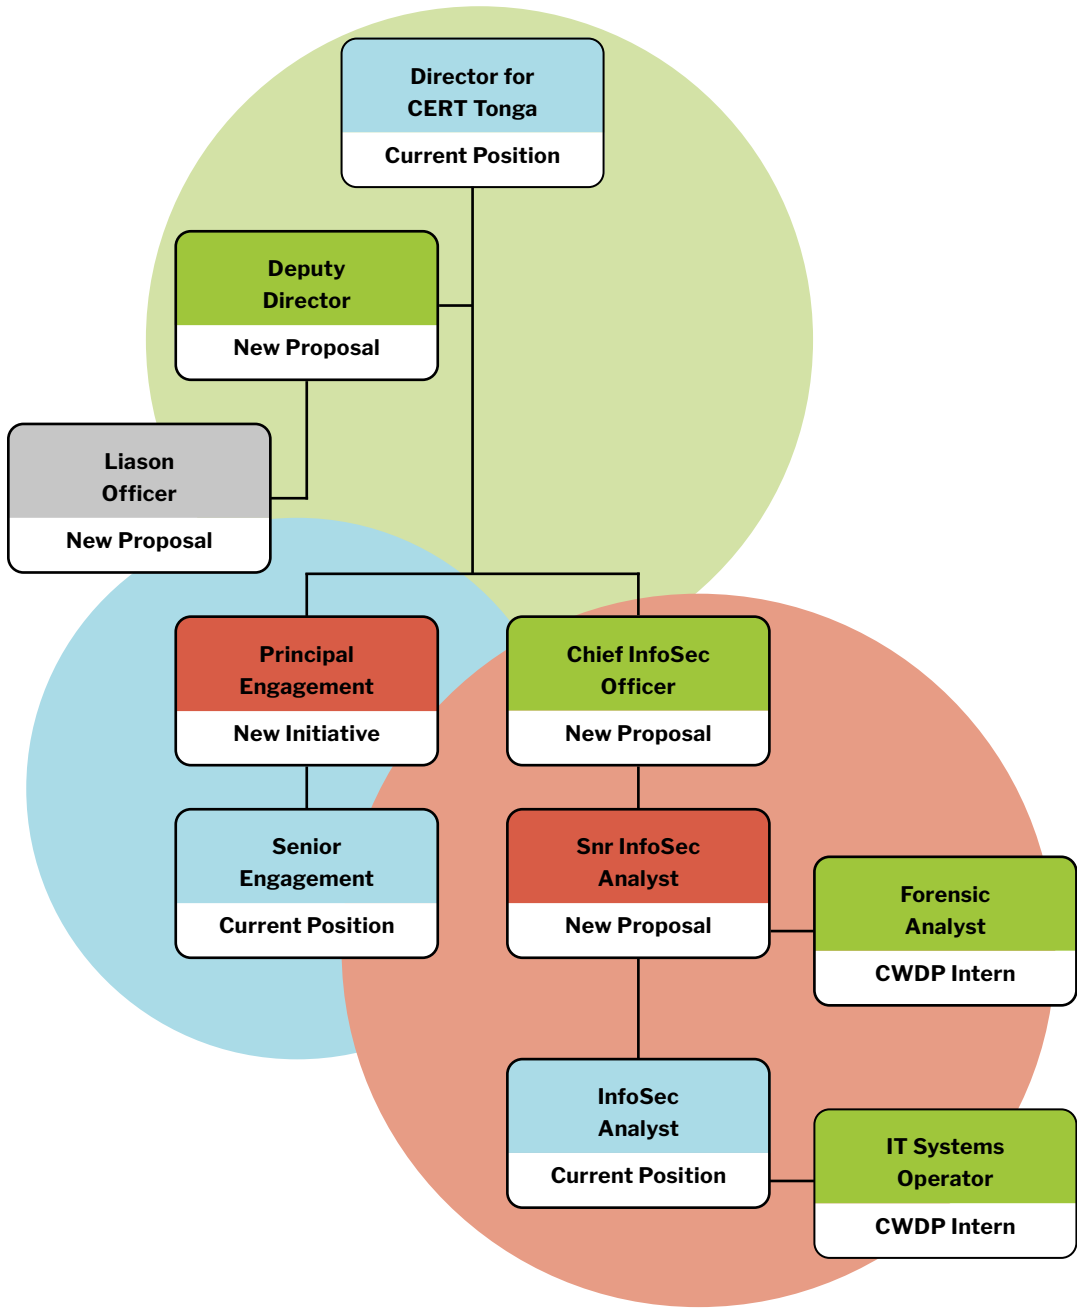 Director for
CERT Tonga
Current Position
Deputy
Director
New Proposal
Liason
Officer
New Proposal
Principal
Engagement
New Initiative
Chief InfoSec
Officer
New Proposal
Senior
Engagement
Current Position
Snr InfoSec
Analyst
New Proposal
Forensic
Analyst
CWDP Intern
InfoSec
Analyst
Current Position
IT Systems
Operator
CWDP Intern